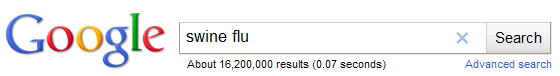 Google swine flu Search
About 16,200,000 results (0.07 seconds) Advanced search